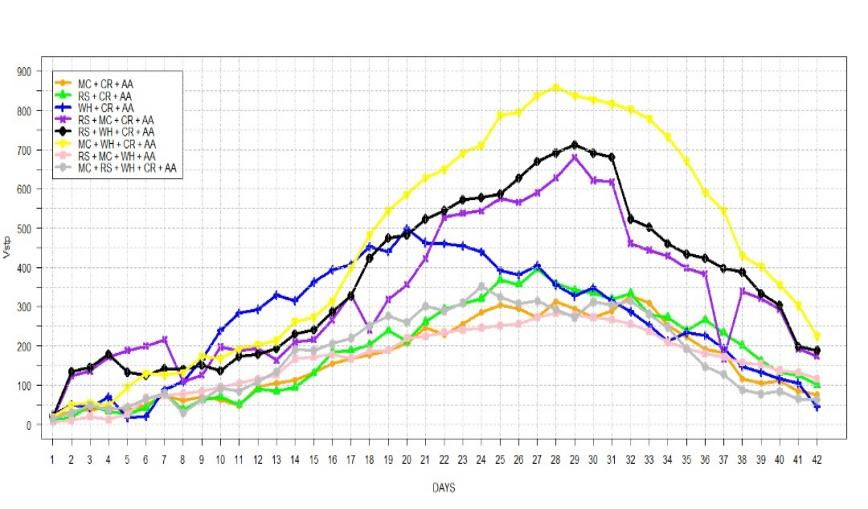 900
800
700
600
500
400
300
200
100
0
Vstp
MC + CR + AA
RS + CR + AA
WH + CR + AA
RS + MC + CR + AA
RS + WH + CR + AA
MC + WH + CR + AA
RS + MC + WH + AA
MC + RS + WH + CR + AA
1 2 3 4 5 6 7 8 9 10 11 12 13 14 15 16 17 18 19 20 21 22 23 24 25 26 27 28 29 30 31 32 33 34 35 36 37 38 39 40 41 42
DAYS